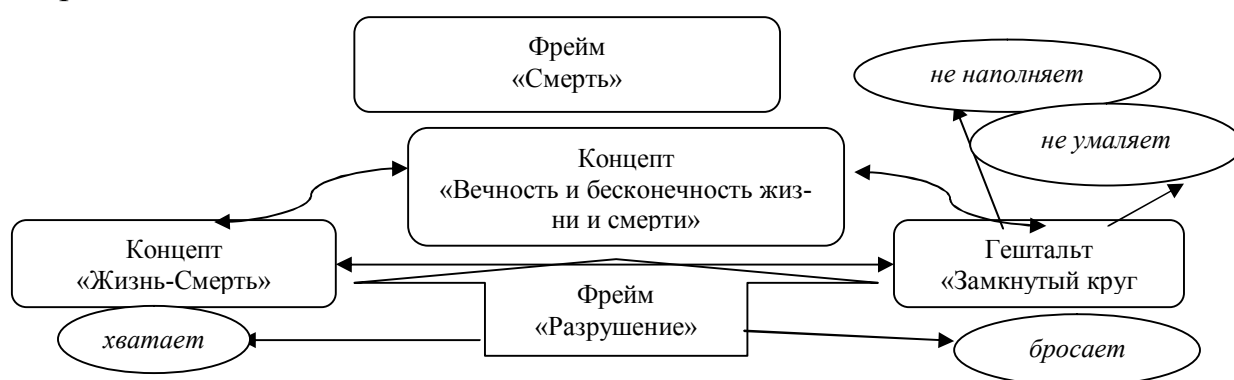 Фрейм
«Смерть»
не наполняет
не умаляет
Концепт
«Вечность и бесконечность жиз-
ни и смерти»
Концепт
«Жизнь-Смерть»
Гештальт
«Замкнутый круг
Фрейм
«Разрушение»
хватает
бросает